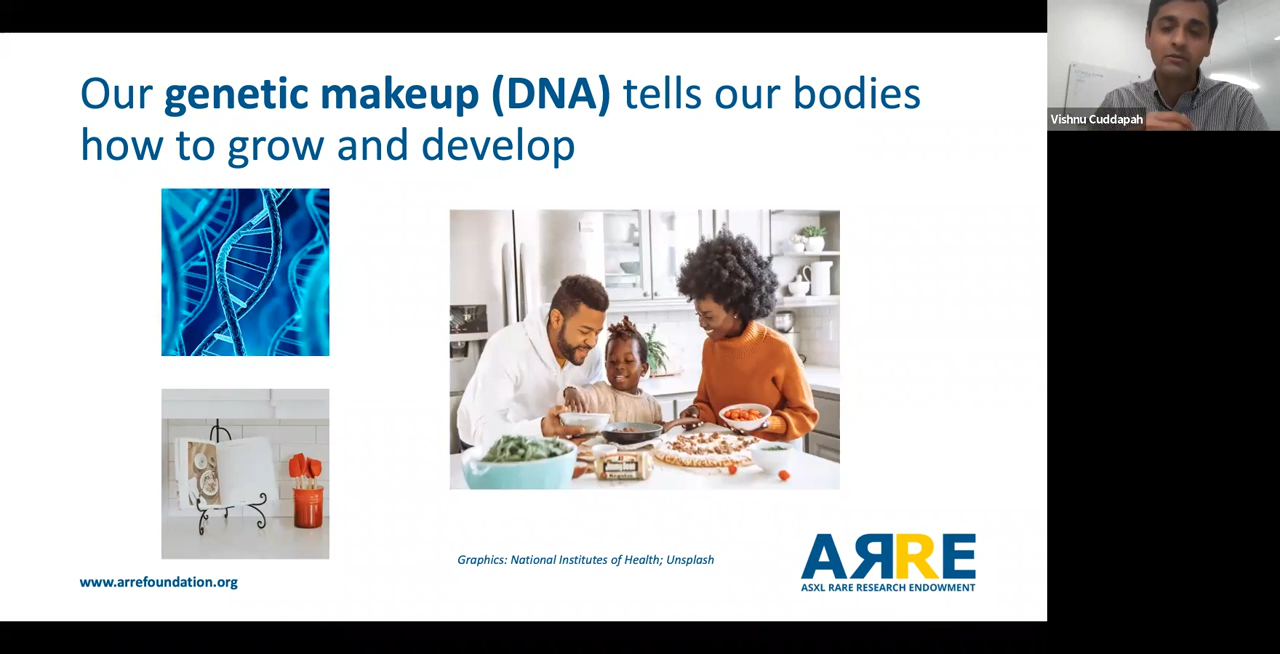 Our genetic makeup (DNA) tells our bodies
how to grow and develop
Vishnu Cuddapah
Graphics: National Institutes of Health; Unsplash
www.arrefoundation.org
ARRE
ASXL RARE RESEARCH ENDOWMENT